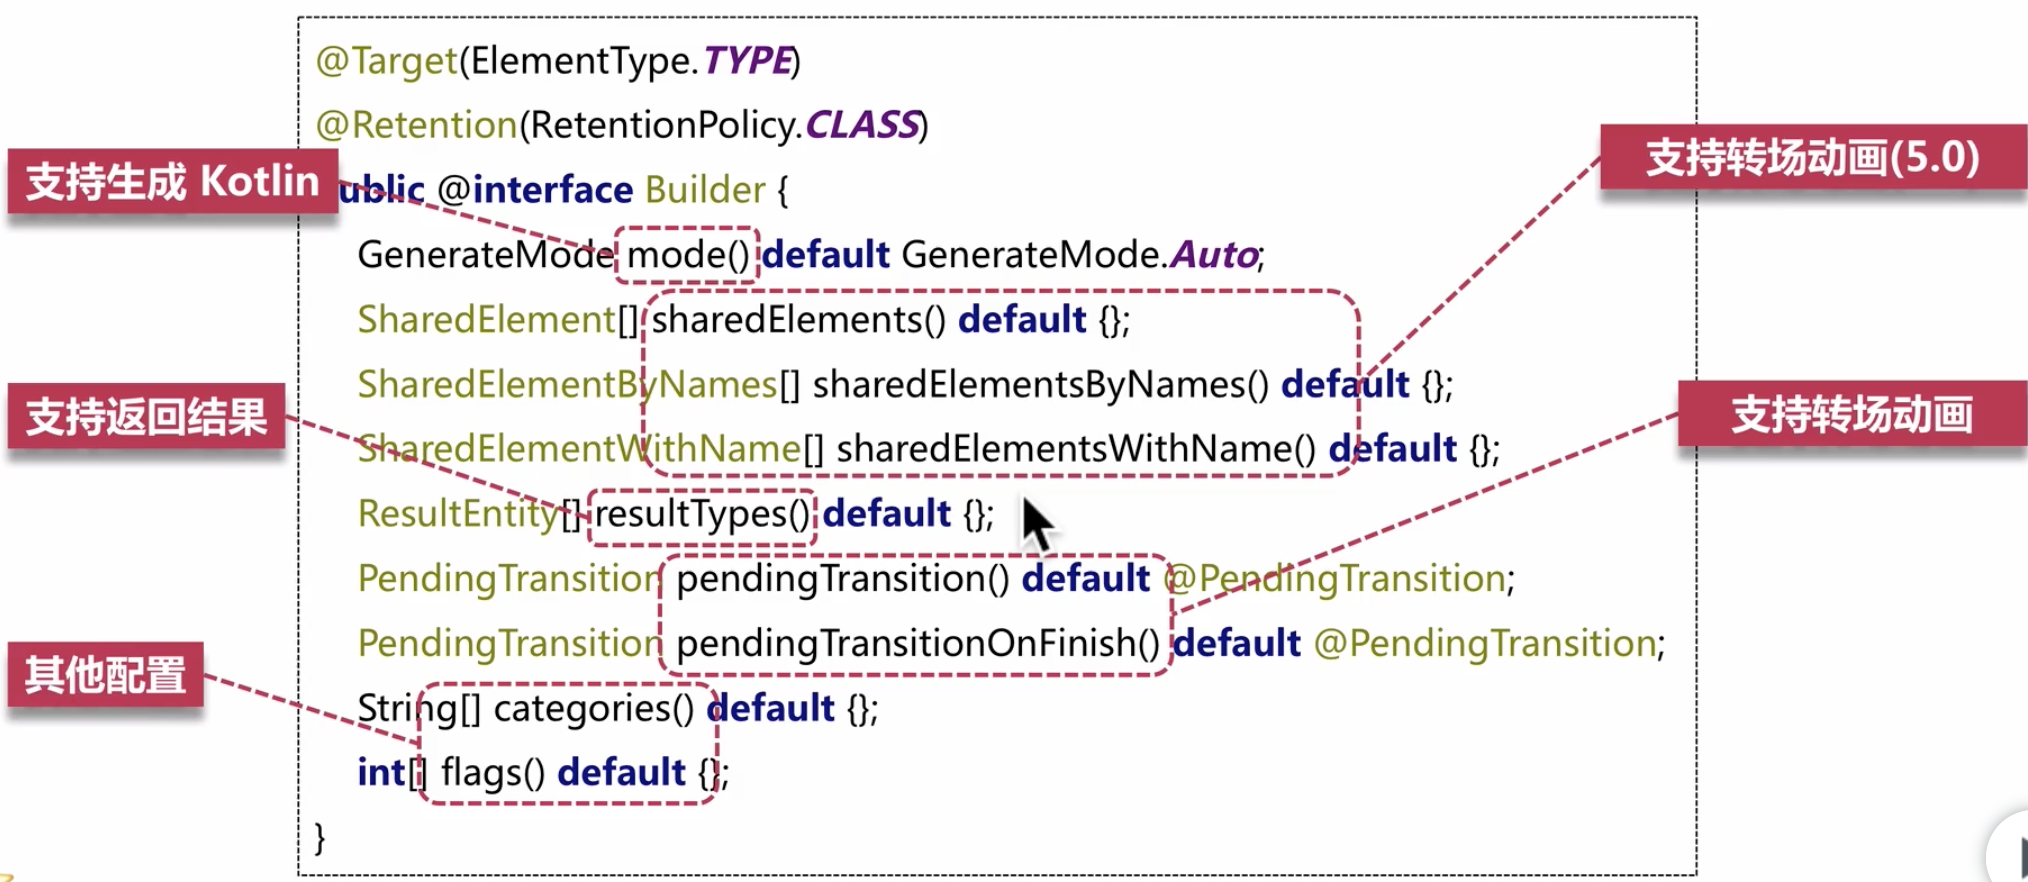 @Target(ElementType.TYPE)
@Retention(RetentionPolicy.CLASS)
支持生成 Kotlin
ublic @interface Builder {
支持转场动画(5.0)
GenerateMode mode() default GenerateMode.Auto;
SharedElement[] sharedElements() default {};
SharedElementByNames[] sharedElementsByNames() default {};
支持返回结果
支持转场动画
SharedElementWithName[] sharedElementsWithName() default {};
ResultEntity[] resultTypes() default {};
PendingTransition pendingTransition() default @PendingTransition;
PendingTransition pendingTransitionOnFinish() default @PendingTransition;
其他配置
String[] categories() default {};
int[] flags() default {};
}